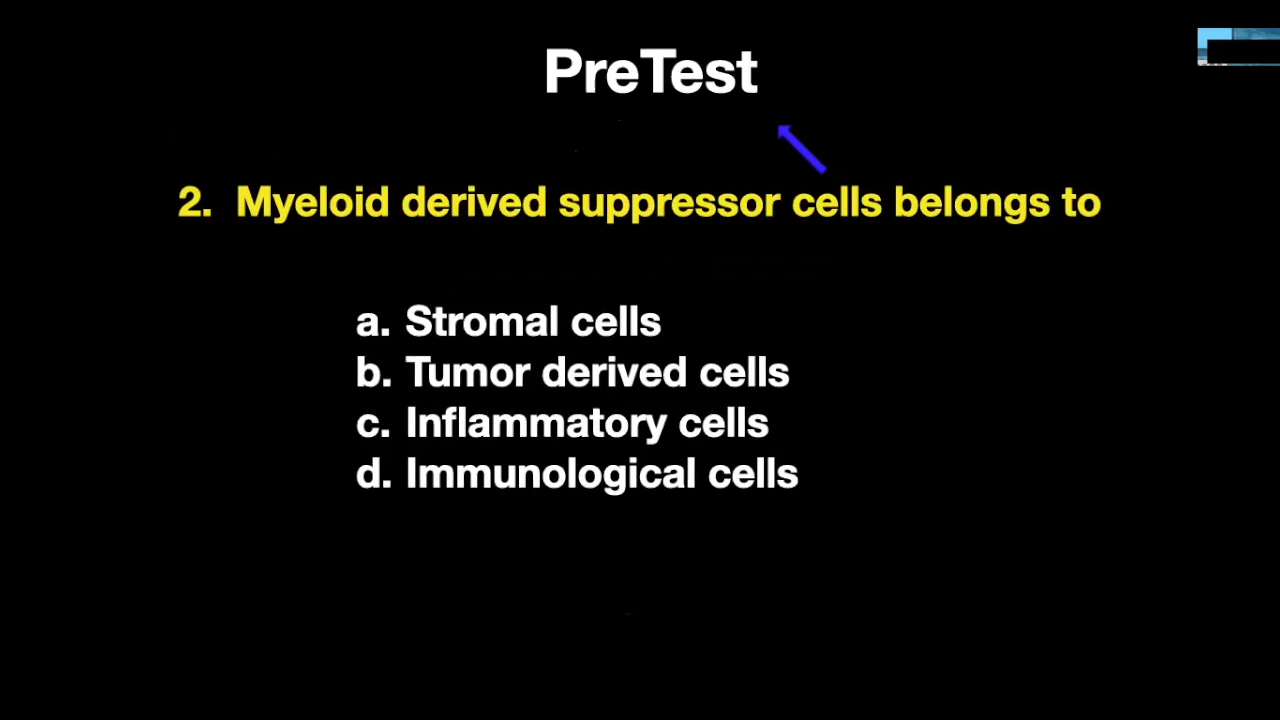 PreTest
2. Myeloid derived suppressor cells belongs to
a. Stromal cells
b. Tumor derived cells
c. Inflammatory cells
d. Immunological cells